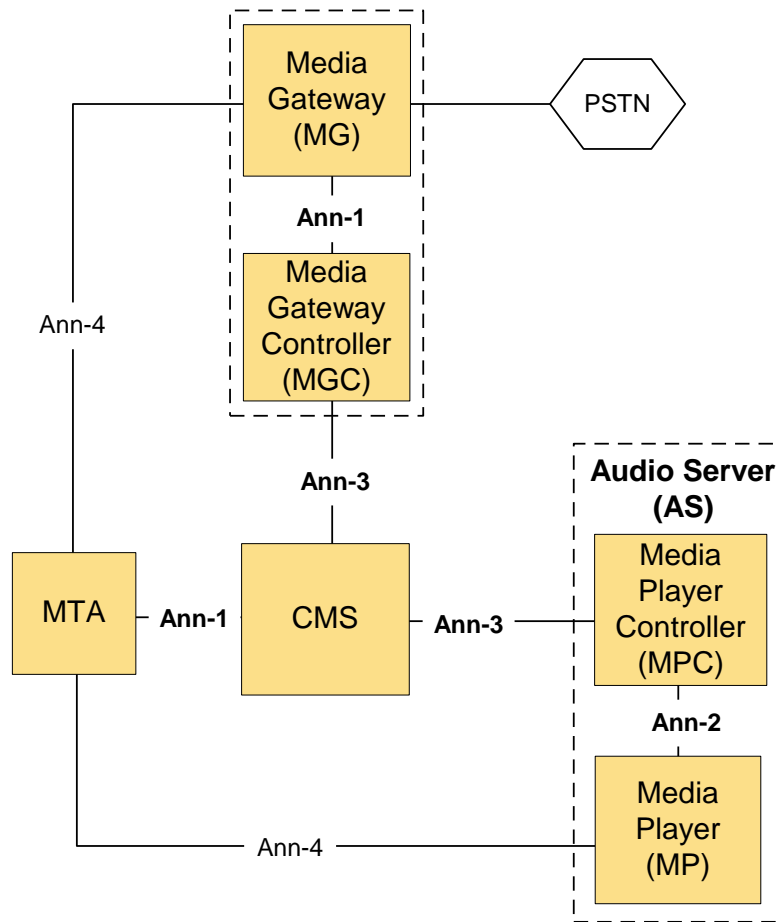 Media
Gateway
(MG)
PSTN
Ann-1
Media
Gateway
Controller
(MGC)
Ann-4
Ann-3
Audio Server
(AS)
MTA
Ann-1
CMS
Ann-3
Media
Player
Controller
(MPC)
Ann-2
Media
Player
(MP)
Ann-4